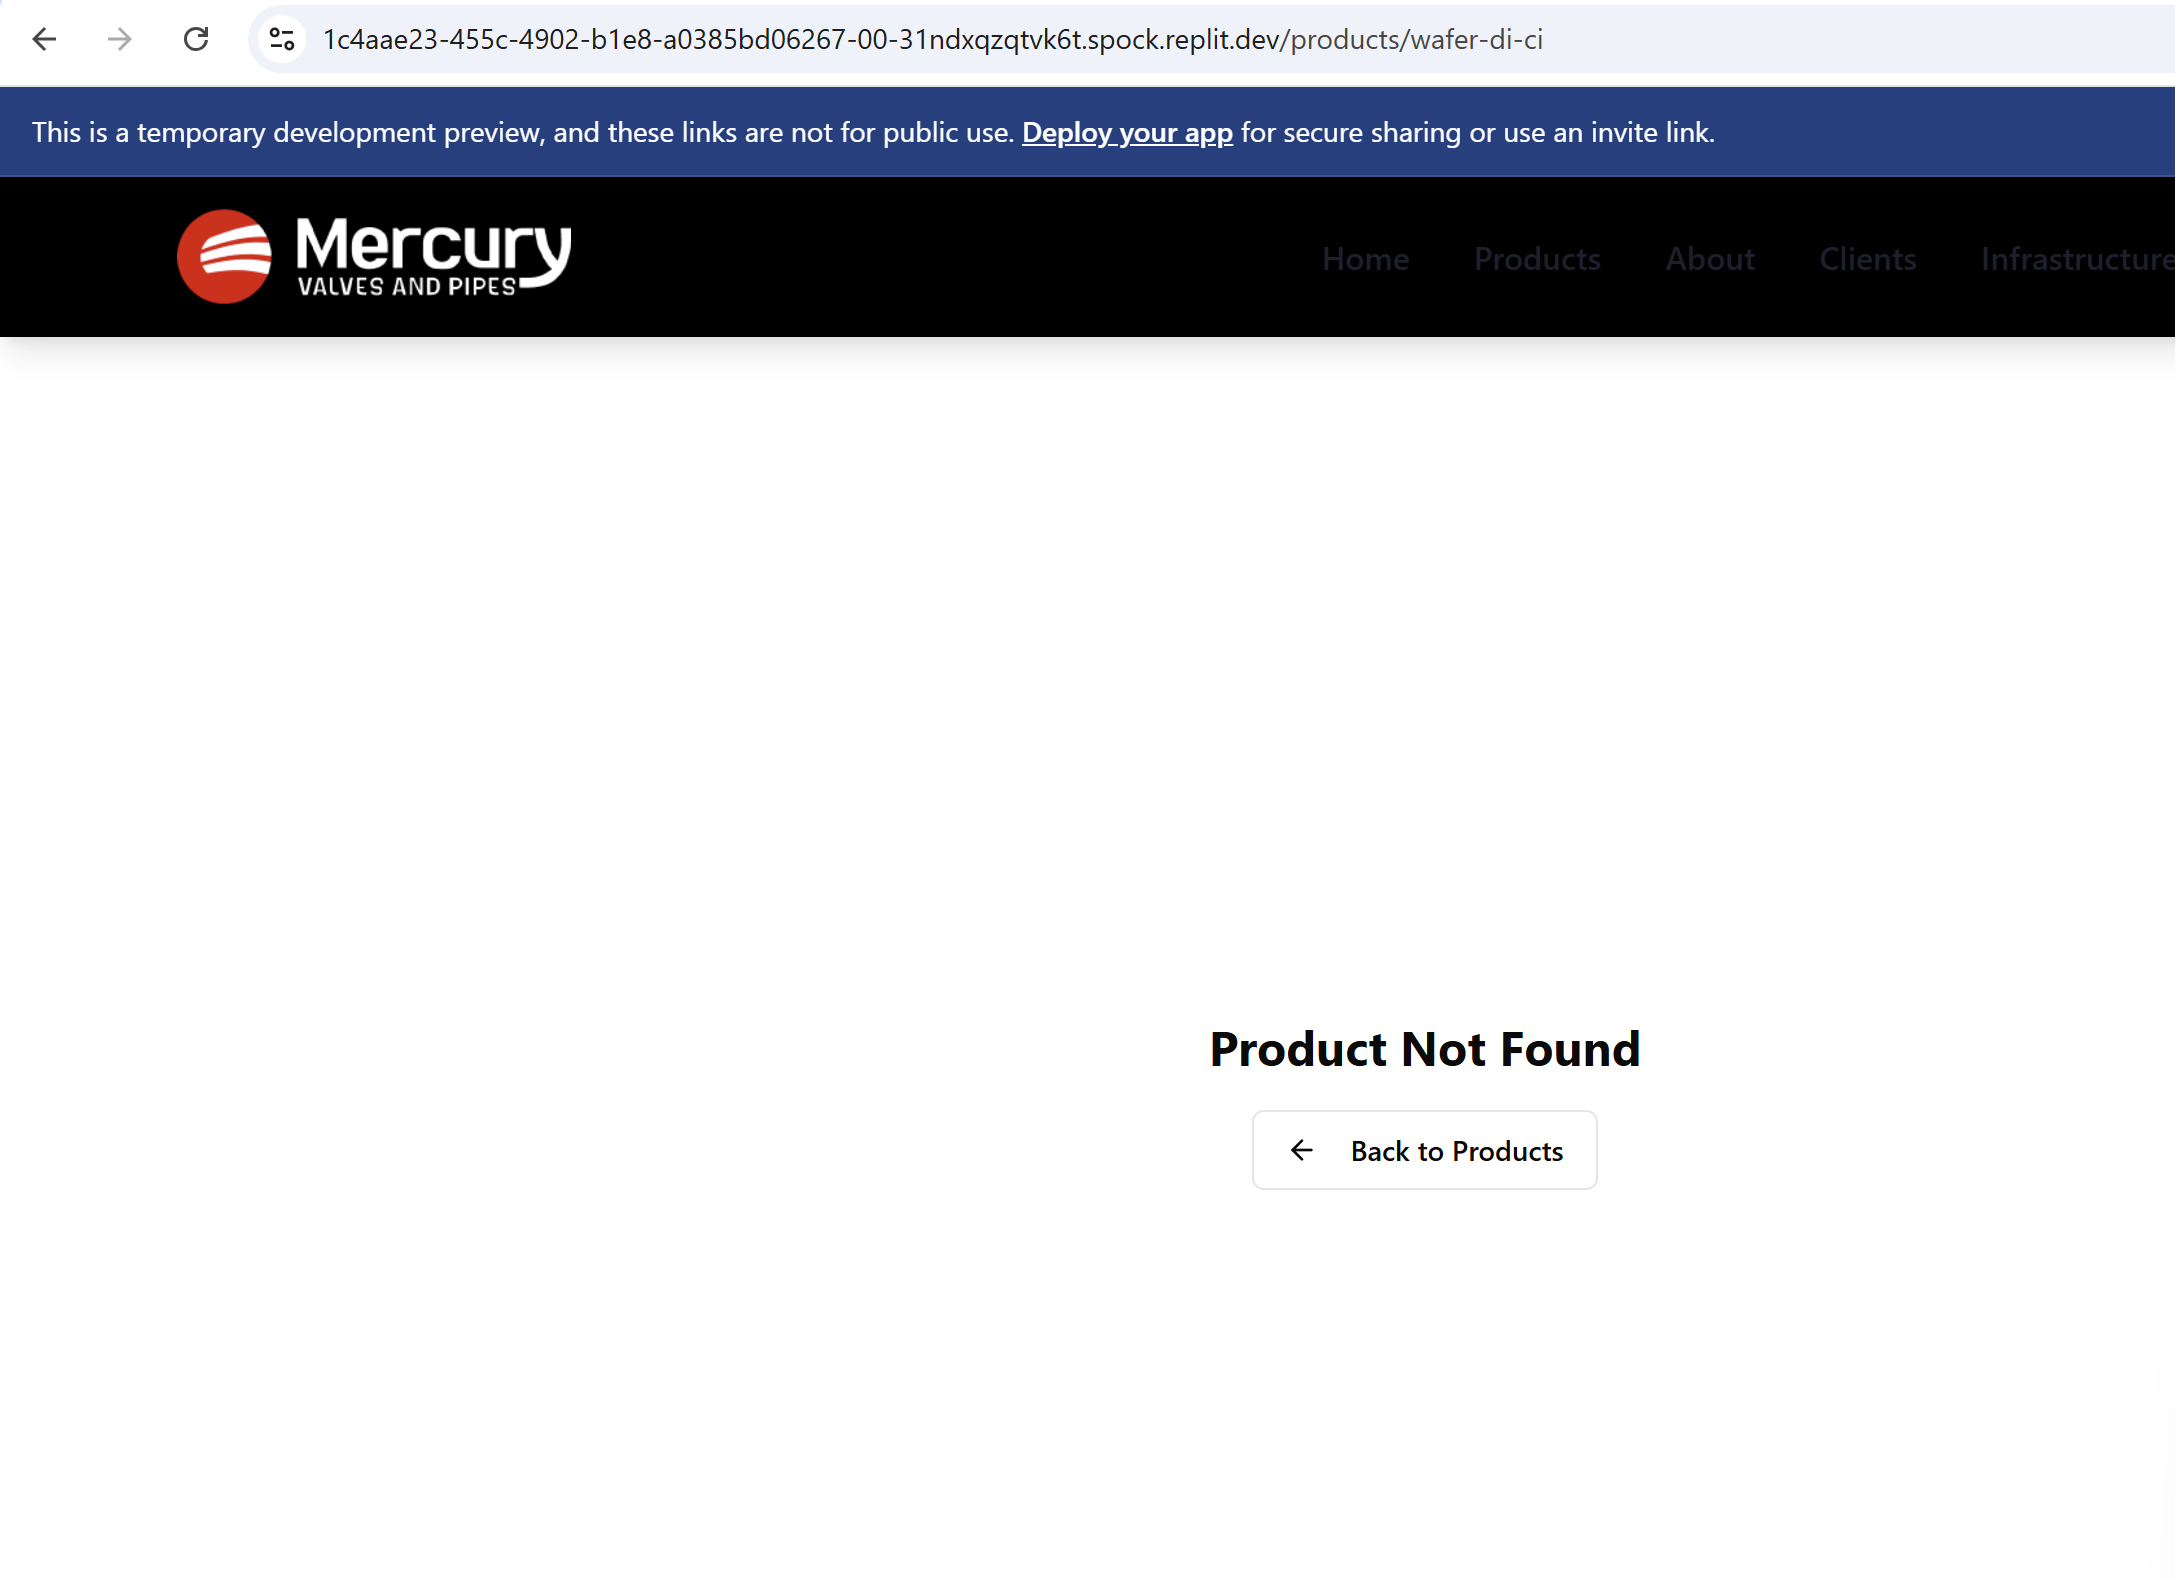 1c4aae23-455c-4902-b1e8-a0385bd06267-00-31ndxqzqtvk6t.spock.replit.dev/products/wafer-di-ci
This is a temporary development preview, and these links are not for public use. Deploy your app for secure sharing or use an invite link.
Mercury
VALVES AND PIPES
Home Products About Clients Infrastructure
Product Not Found
Back to Products